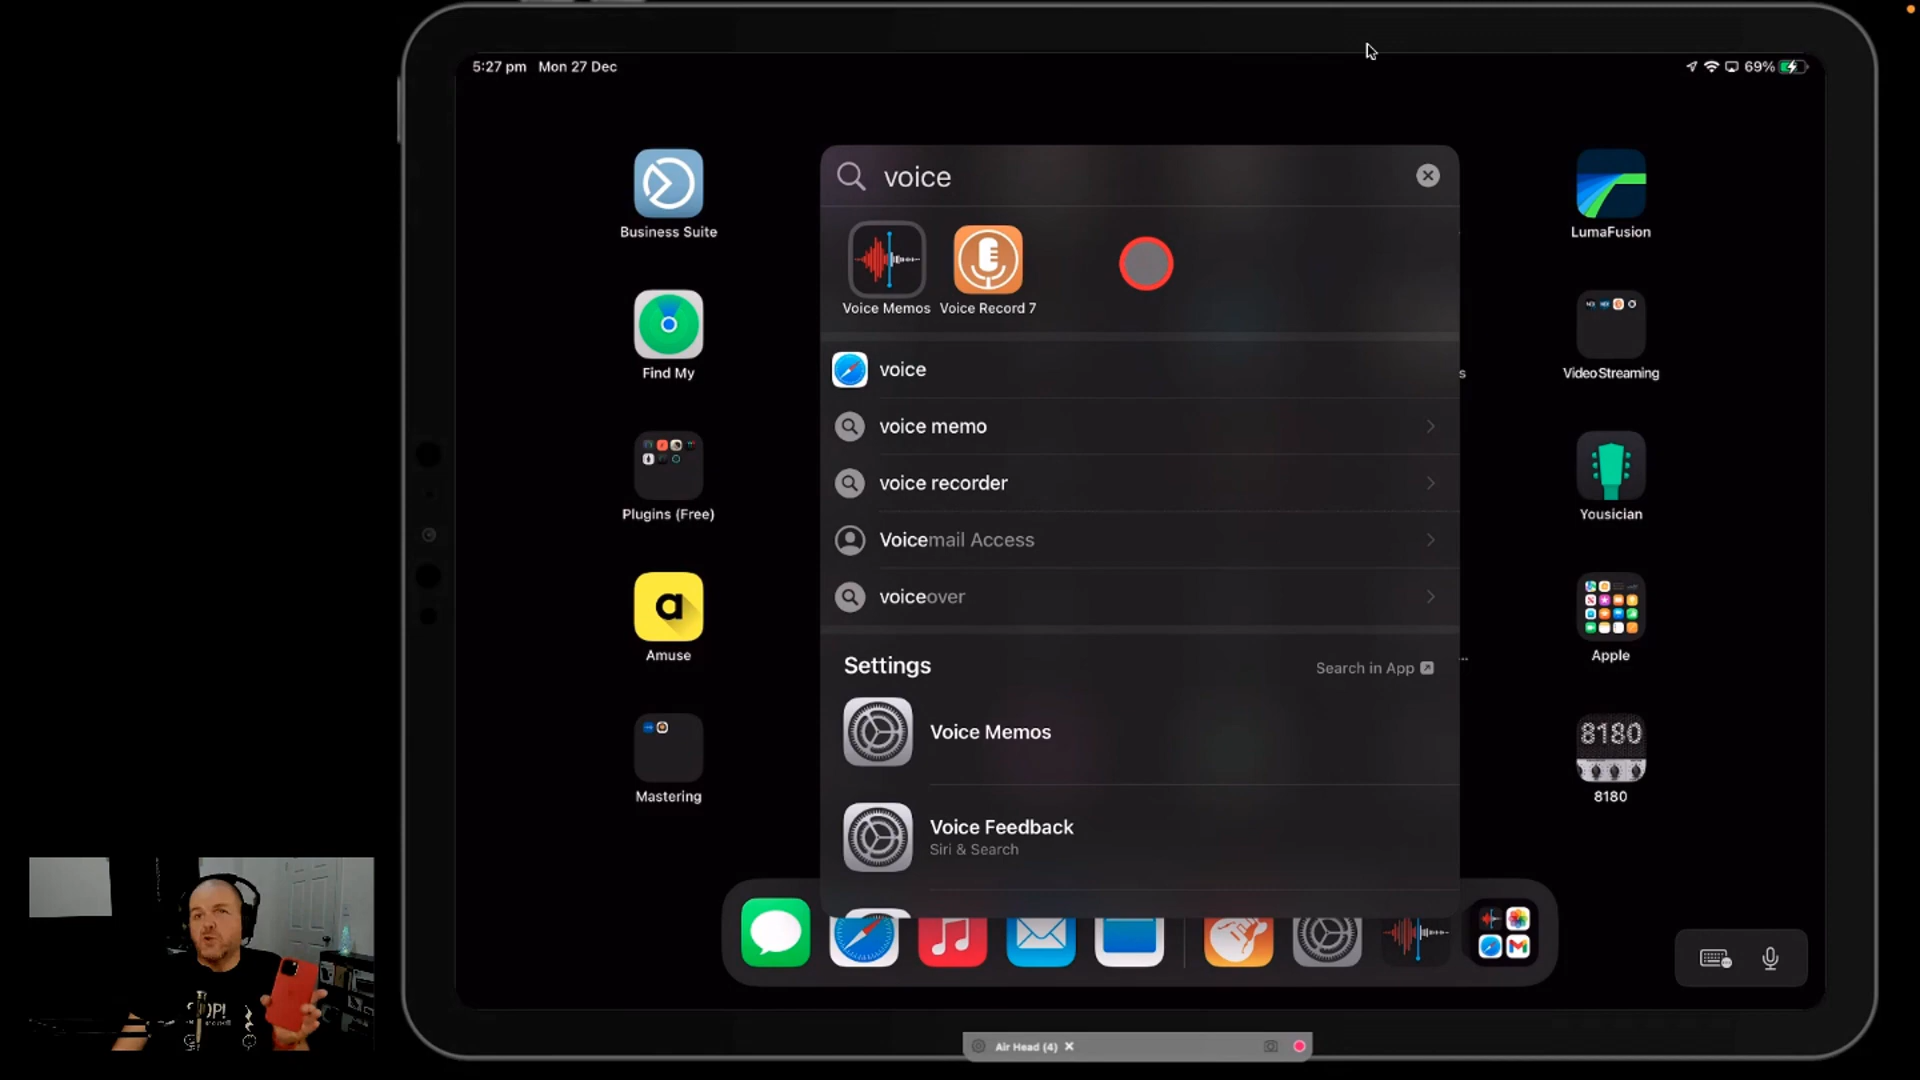 5:27 pm Mon 27 Dec
69%
voice
Business Suite
LumaFusion
Voice Memos
Voice Record 7
Find My
voice
VideoStreaming
voice memo
voice recorder
Plugins (Free)
Yousician
Voicemail Access
voiceover
a
Amuse
Settings
Search in App
Apple
Voice Memos
8180
Mastering
8180
Voice Feedback
Siri & Search
Air Head (4)